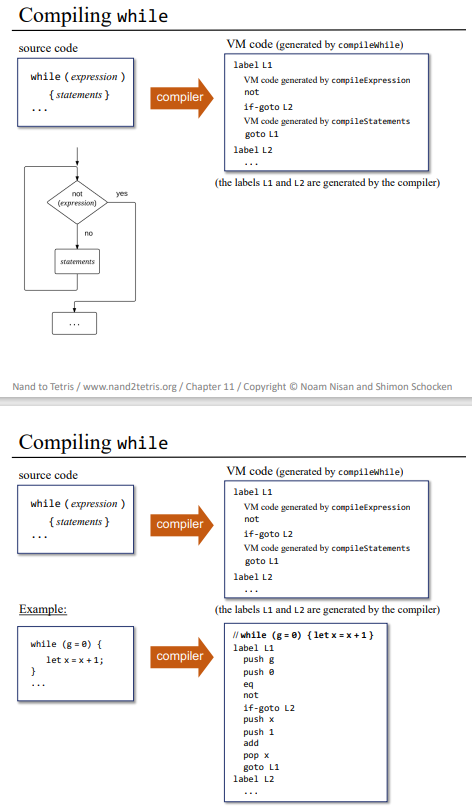 Compiling while
source code
while ( expression )
{ statements }
...
compiler
VM code (generated by compileWhile)
label L1
VM code generated by compileExpression
not
if-goto L2
VM code generated by compileStatements
goto L1
label L2
...
(the labels L1 and L2 are generated by the compiler)
not
(expression)
yes
no
statements
...
Nand to Tetris / www.nand2tetris.org / Chapter 11 / Copyright © Noam Nisan and Shimon Schocken
Compiling while
source code
while ( expression )
{ statements }
...
compiler
VM code (generated by compileWhile)
label L1
VM code generated by compileExpression
not
if-goto L2
VM code generated by compileStatements
goto L1
label L2
...
(the labels L1 and L2 are generated by the compiler)
Example:
while (g = 0) {
let x = x + 1;
}
...
compiler
// while (g = 0) { let x = x + 1 }
label L1
push g
push 0
eq
not
if-goto L2
push x
push 1
add
pop x
goto L1
label L2
...